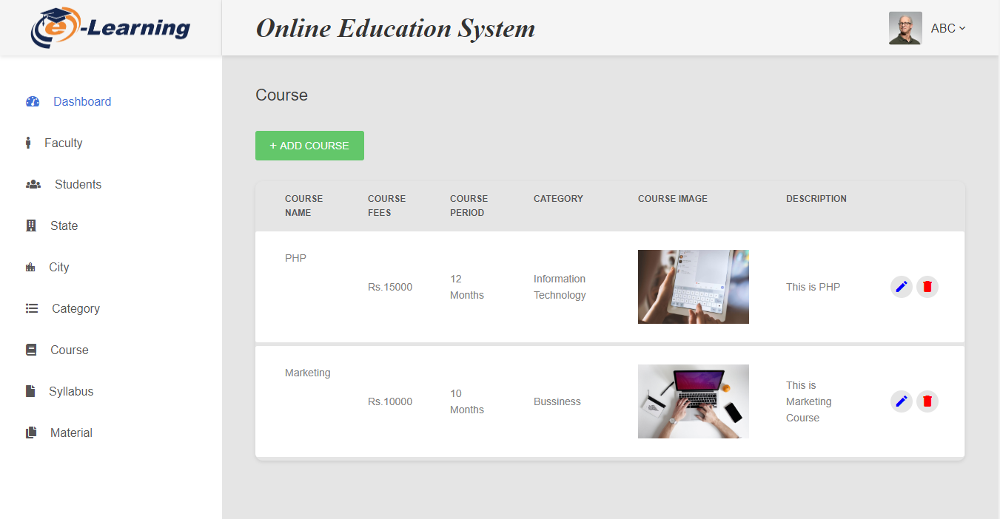 e-Learning
Online Education System
ABC
Dashboard
Faculty
Students
State
City
Category
Course
Syllabus
Material
Course
+ ADD COURSE
COURSE NAME
COURSE FEES
COURSE PERIOD
CATEGORY
COURSE IMAGE
DESCRIPTION
PHP
Rs.15000
12
Months
Information
Technology
This is PHP
Marketing
Rs.10000
10
Months
Bussiness
This is
Marketing
Course